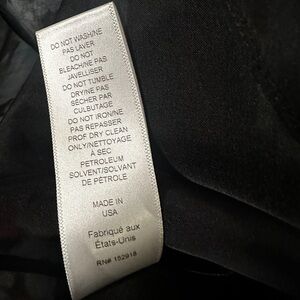 DO NOT WASH/NE
PAS LAVER
DO NOT
BLEACH/NE PAS
JAVELLISER
DO NOT TUMBLE
DRY/NE PAS
SÉCHER PAR
CULBUTAGE
DO NOT IRON/NE
PAS REPASSER
PROF DRY CLEAN
ONLY/NETTOYAGE
À SEC
PETROLEUM
SOLVENT/SOLVANT
DE PÉTROLE
MADE IN
USA
Fabriqué aux
États-Unis
RN# 152918